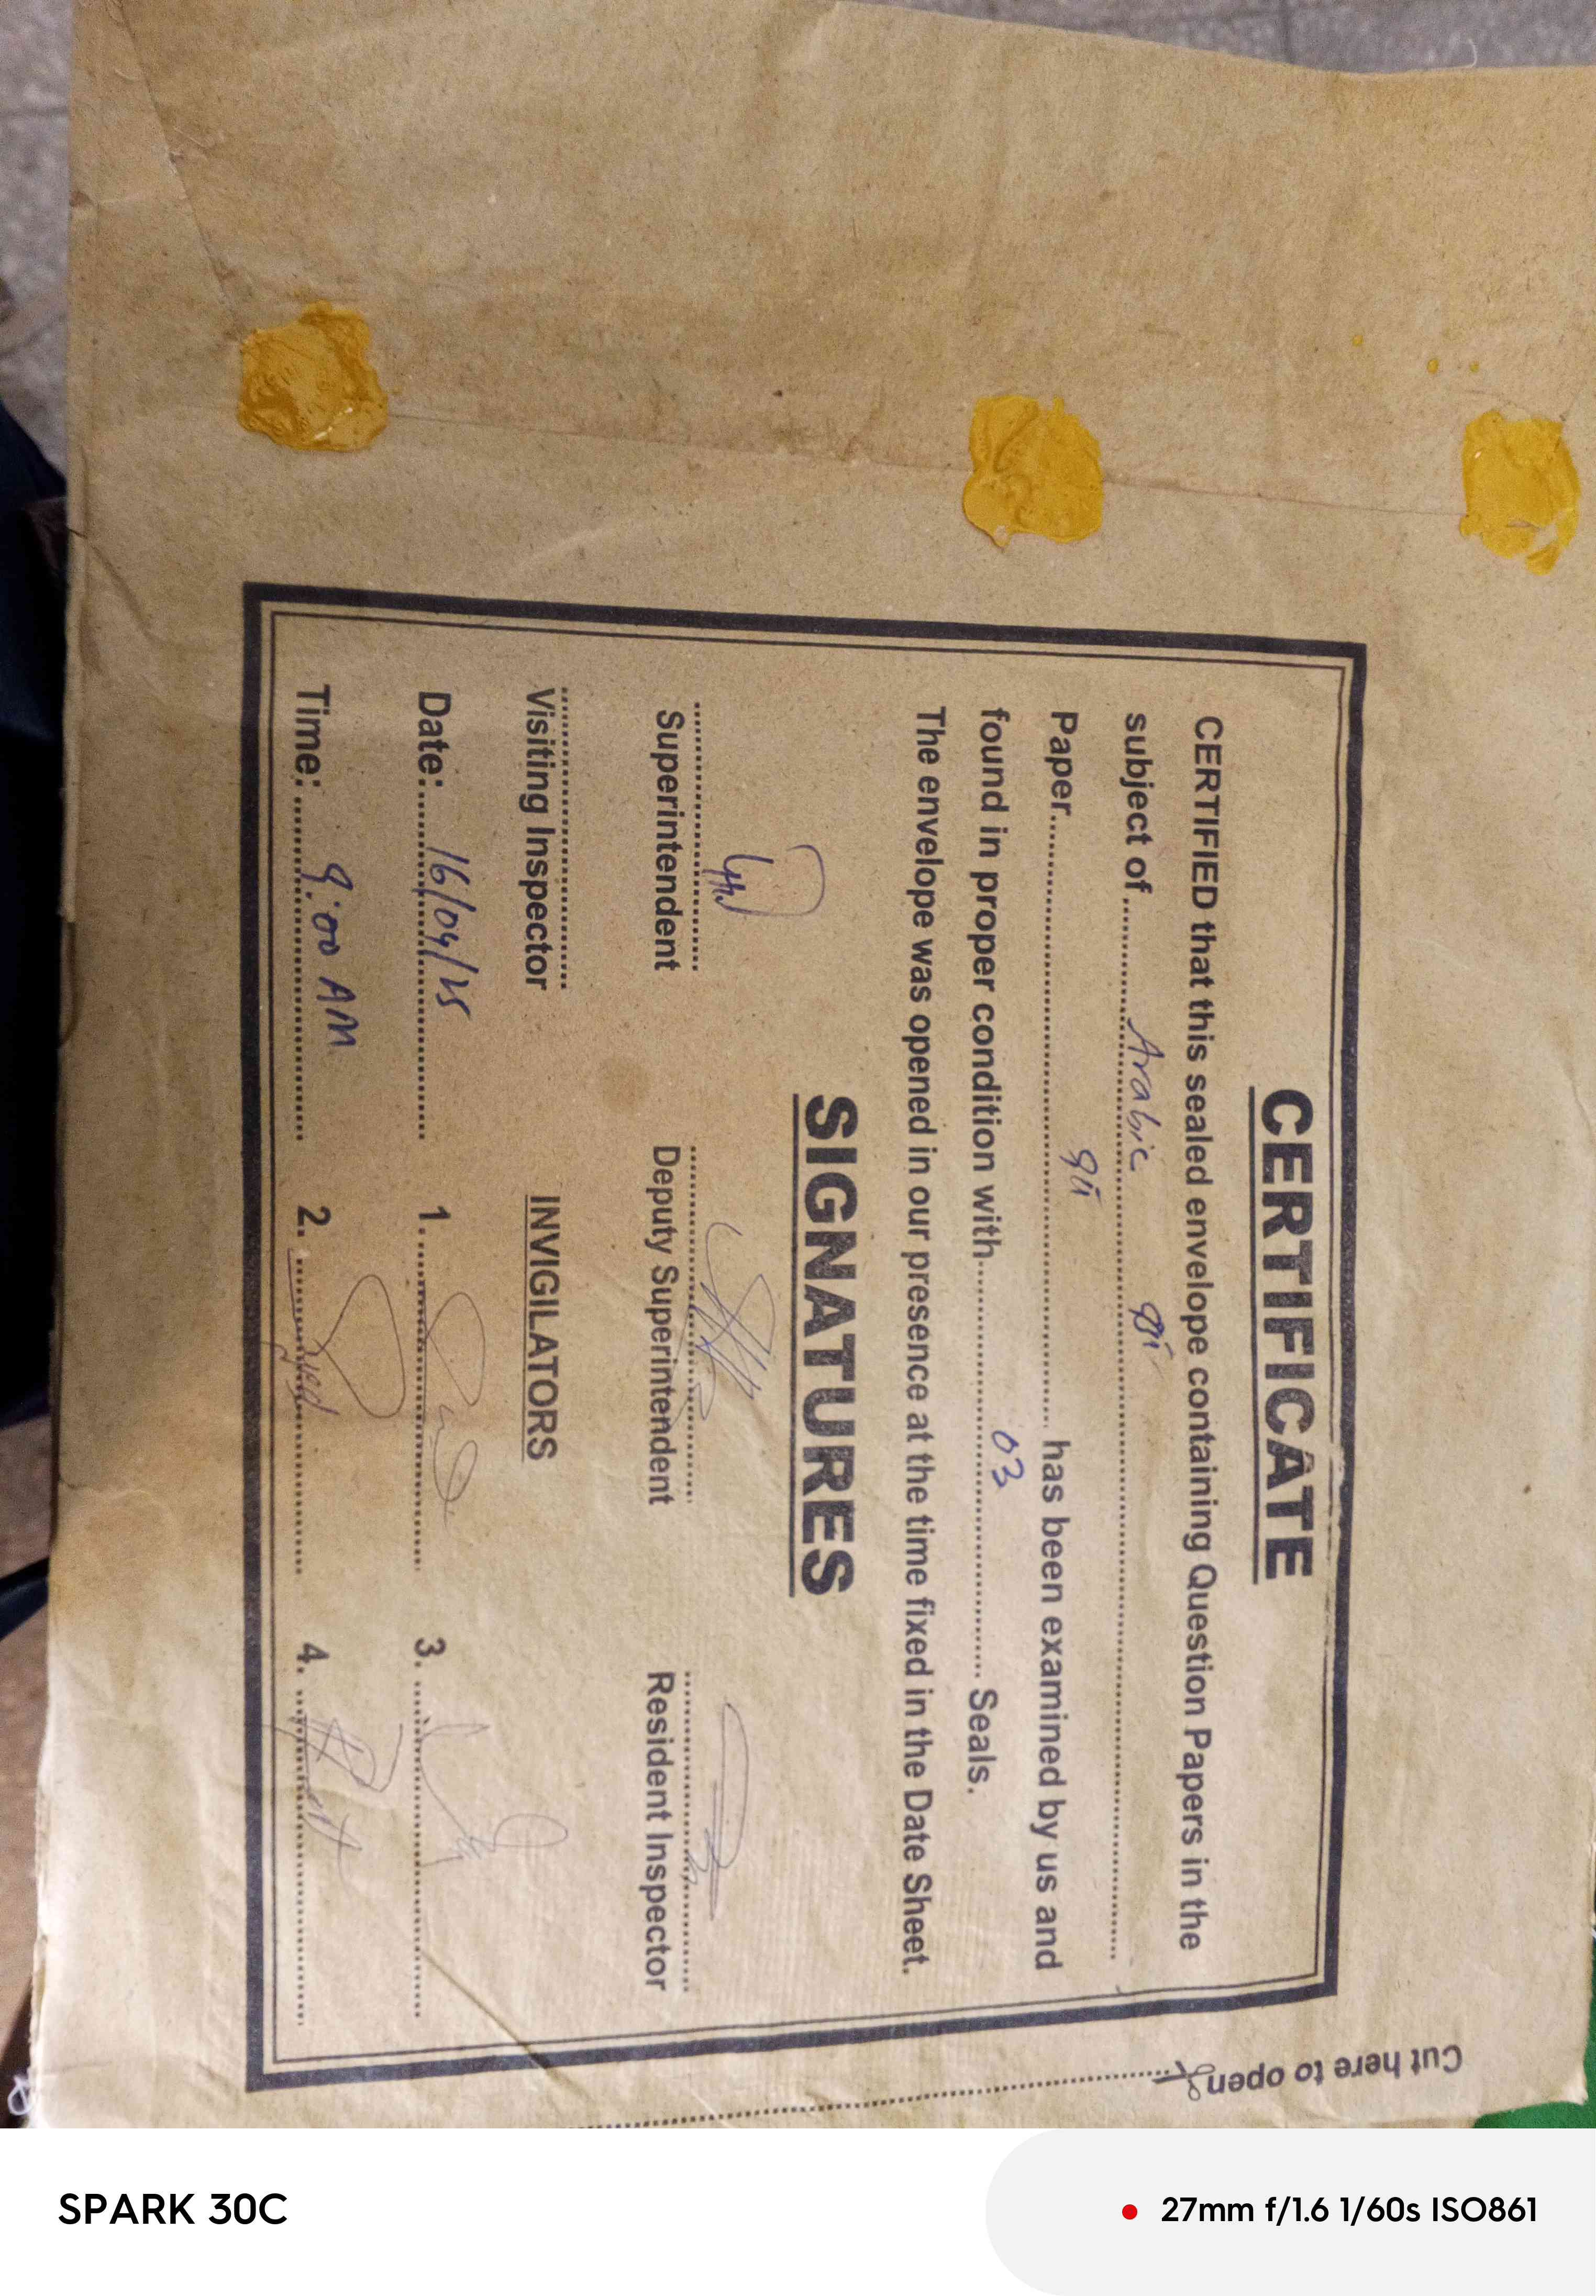 CERTIFICATE
CERTIFIED that this sealed envelope containing Question Papers in the
subject of.......... Arabic 9th ..........
Paper.......... 9th .......... has been examined by us and
found in proper condition with.......... 03 .......... Seals.
The envelope was opened in our presence at the time fixed in the Date Sheet.
SIGNATURES
Superintendent Deputy Superintendent Resident Inspector
Visiting Inspector INVIGILATORS
Date: 16/04/25 1. 3.
Time: 9:00 AM 2. 4.
Cut here to open
SPARK 30C
27mm f/1.6 1/60s ISO861